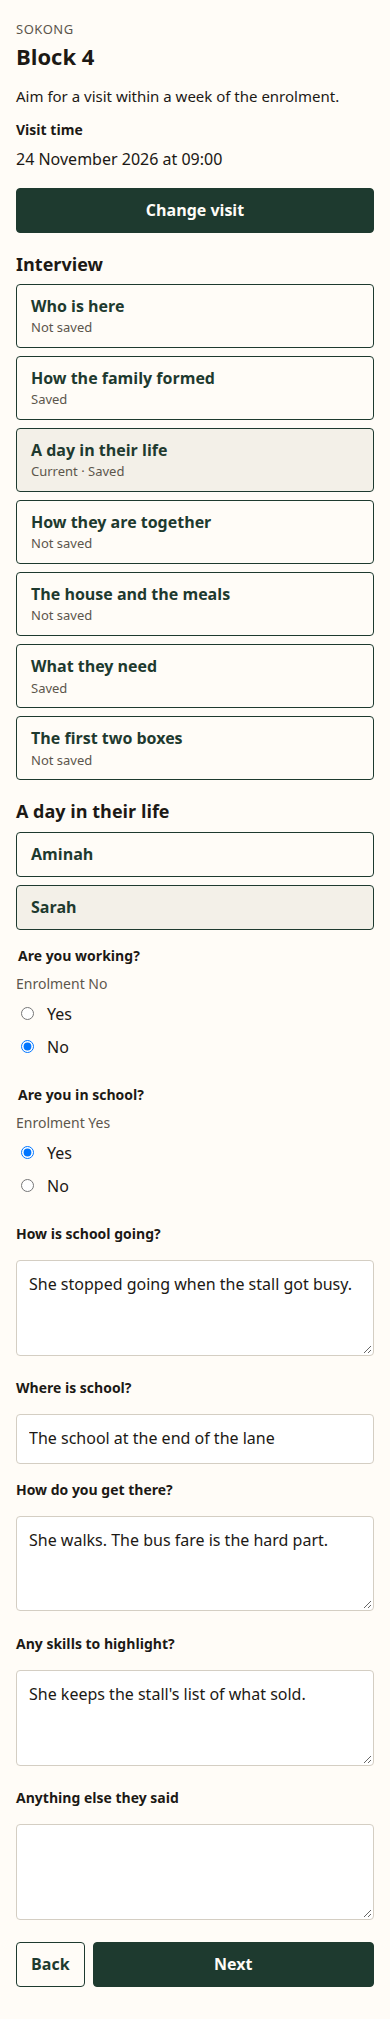 SOKONG
Block 4
Aim for a visit within a week of the enrolment.
Visit time
24 November 2026 at 09:00
Change visit
Interview
Who is here
Not saved
How the family formed
Saved
A day in their life
Current · Saved
How they are together
Not saved
The house and the meals
Not saved
What they need
Saved
The first two boxes
Not saved
A day in their life
Aminah
Sarah
Are you working?
Enrolment No
Yes
No
Are you in school?
Enrolment Yes
Yes
No
How is school going?
She stopped going when the stall got busy.
Where is school?
The school at the end of the lane
How do you get there?
She walks. The bus fare is the hard part.
Any skills to highlight?
She keeps the stall's list of what sold.
Anything else they said
Back
Next